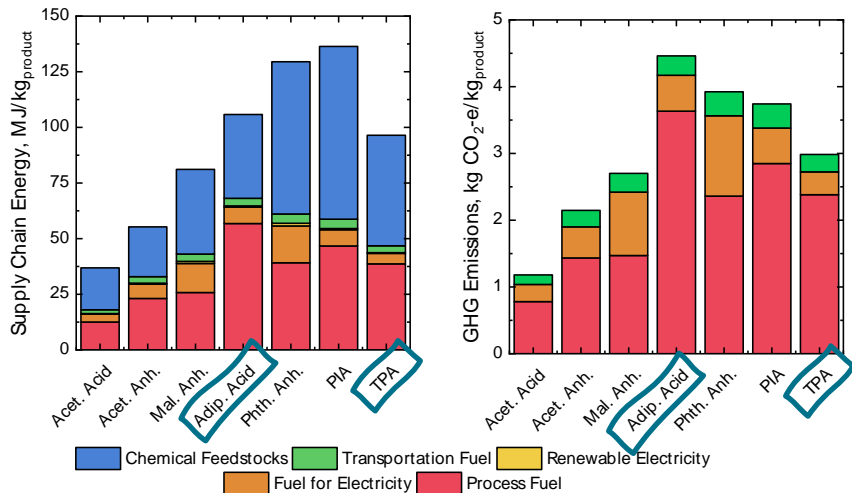 Supply Chain Energy, MJ/kgproduct
150
125
100
75
50
25
0
Acet. Acid
Acet. Anh.
Mal. Anh.
Adip. Acid
Phth. Anh.
PIA
TPA
GHG Emissions, kg CO2-e/kgproduct
5
4
3
2
1
0
Acet. Acid
Acet. Anh.
Mal. Anh.
Adip. Acid
Phth. Anh.
PIA
TPA
Chemical Feedstocks Transportation Fuel Renewable Electricity
Fuel for Electricity Process Fuel